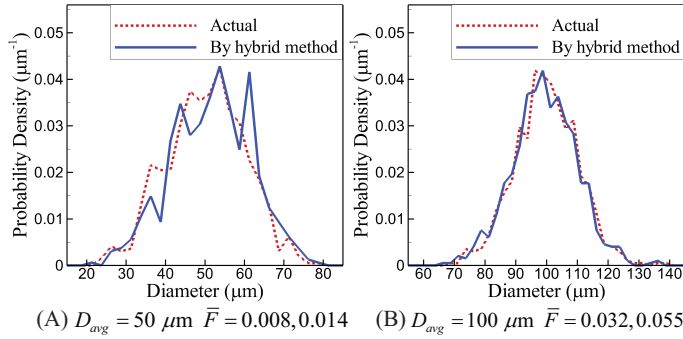 Actual
By hybrid method
Probability Density (μm⁻¹)
0.05
0.04
0.03
0.02
0.01
0
20 30 40 50 60 70 80
Diameter (μm)
(A) D_avg = 50 μm F̅ = 0.008, 0.014
Actual
By hybrid method
Probability Density (μm⁻¹)
0.05
0.04
0.03
0.02
0.01
0
60 70 80 90 100 110 120 130 140
Diameter (μm)
(B) D_avg = 100 μm F̅ = 0.032, 0.055